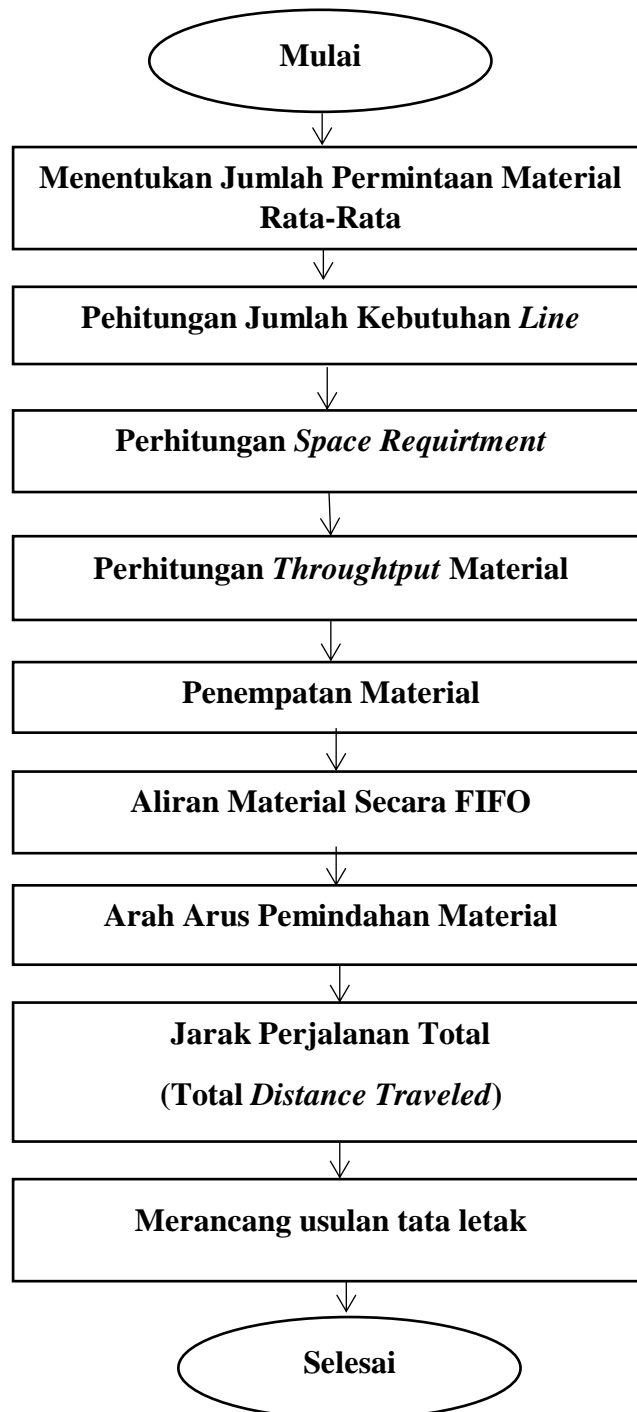 Mulai
Menentukan Jumlah Permintaan Material
Rata-Rata
Pehitungan Jumlah Kebutuhan Line
Perhitungan Space Requirtment
Perhitungan Throughtput Material
Penempatan Material
Aliran Material Secara FIFO
Arah Arus Pemindahan Material
Jarak Perjalanan Total
(Total Distance Traveled)
Merancang usulan tata letak
Selesai